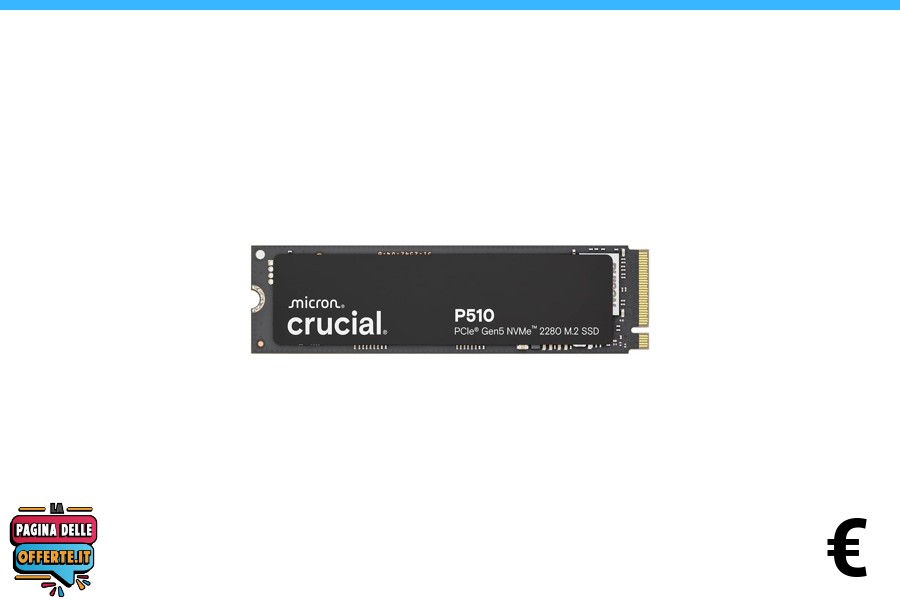 micron®
crucial®
P510
PCIe® Gen5 NVMe™ 2280 M.2 SSD
LA
PAGINA DELLE
OFFERTE.IT
€